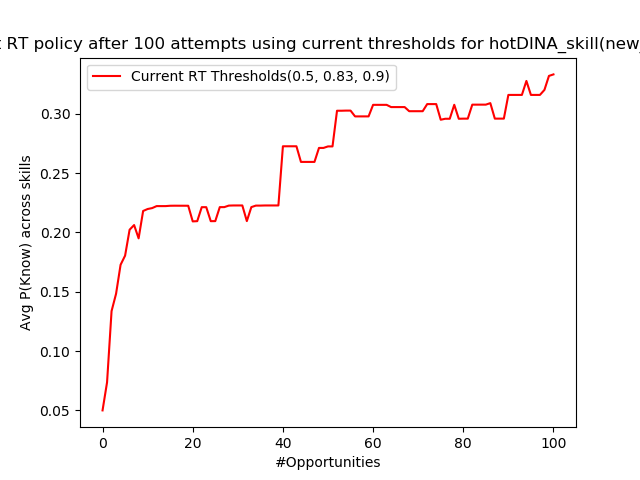 RT policy after 100 attempts using current thresholds for hotDINA_skill(new_
Current RT Thresholds(0.5, 0.83, 0.9)
0.30
0.25
0.20
0.15
0.10
0.05
Avg P(Know) across skills
0 20 40 60 80 100
#Opportunities